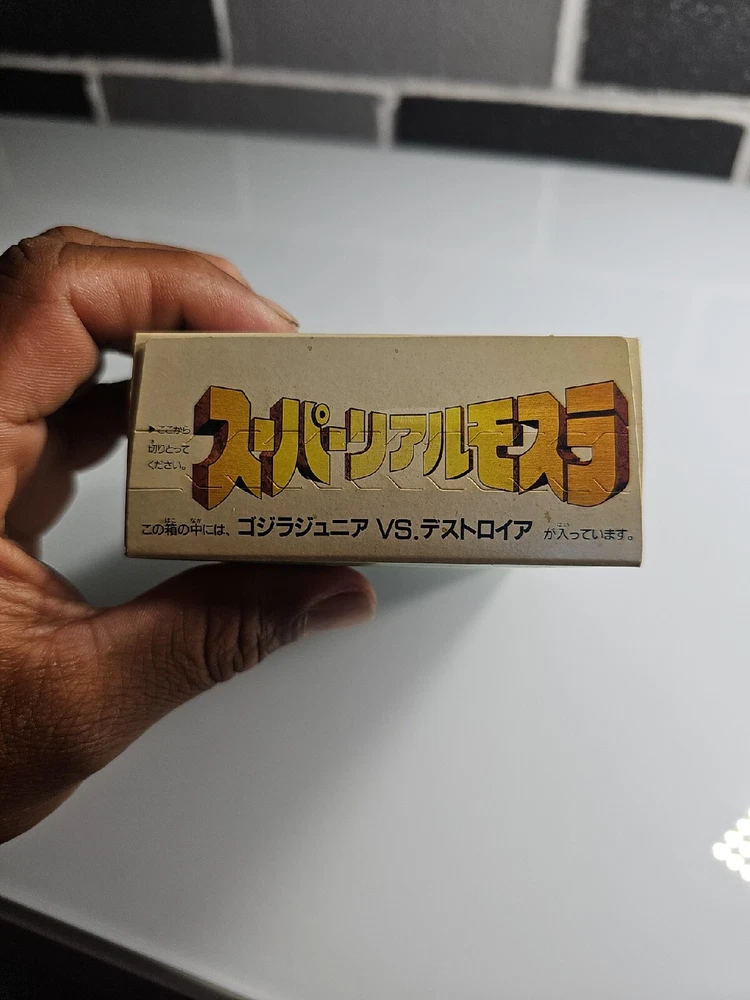 スーパーリアルモスラ
▶ここから
切りとって
ください。
この箱の中には、ゴジラジュニア VS.デストロイア が入っています。